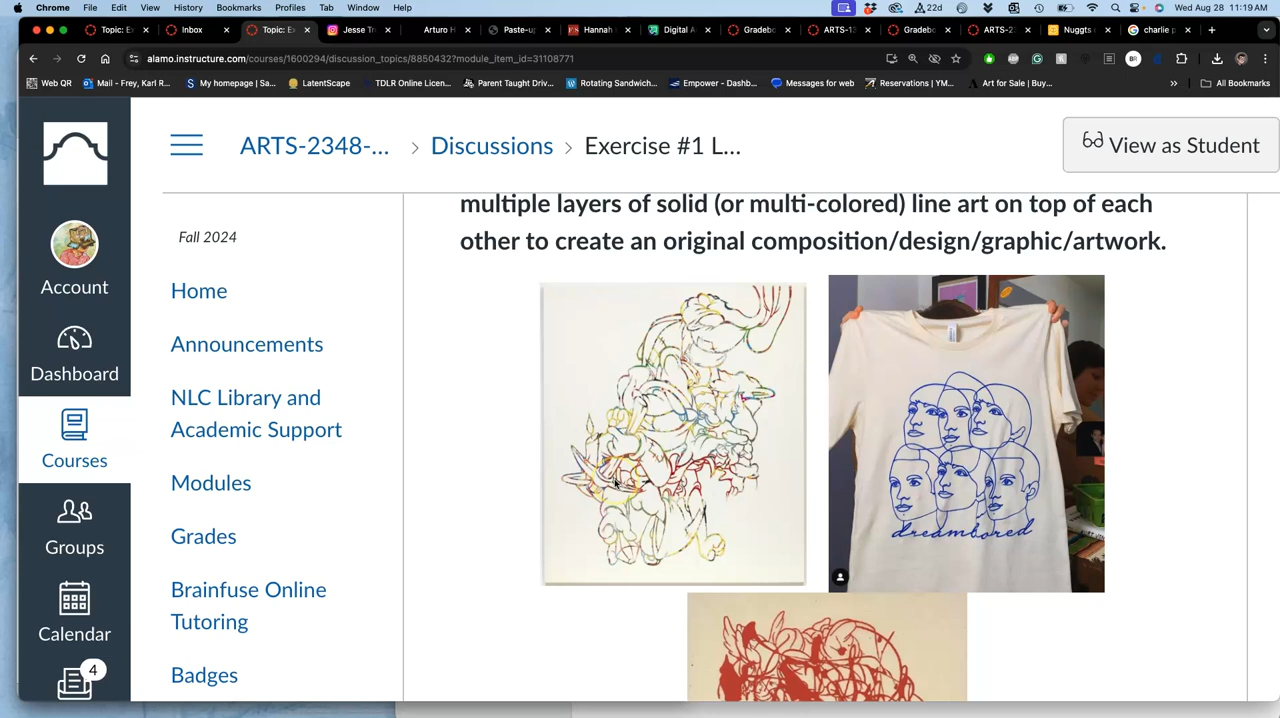 Chrome File Edit View History Bookmarks Profiles Tab Window Help 22d Wed Aug 28 11:19 AM
Topic: E Inbox Topic: Ex Jesse Tr Arturo H Paste-up Hannah Digital A Gradeb ARTS-13 Gradeb ARTS-2 Nuggts charlie p
alamo.instructure.com/courses/1600294/discussion_topics/8850432?module_item_id=31108771
Web QR Mail - Frey, Karl R... My homepage | Sa... LatentScape TDLR Online Licen... Parent Taught Driv... Rotating Sandwich... Empower - Dashb... Messages for web Reservations | YM... Art for Sale | Buy... » All Bookmarks
ARTS-2348-... › Discussions › Exercise #1 L...
View as Student
Account
Dashboard
Courses
Groups
Calendar
4
Fall 2024
Home
Announcements
NLC Library and
Academic Support
Modules
Grades
Brainfuse Online
Tutoring
Badges
multiple layers of solid (or multi-colored) line art on top of each
other to create an original composition/design/graphic/artwork.
dreambored